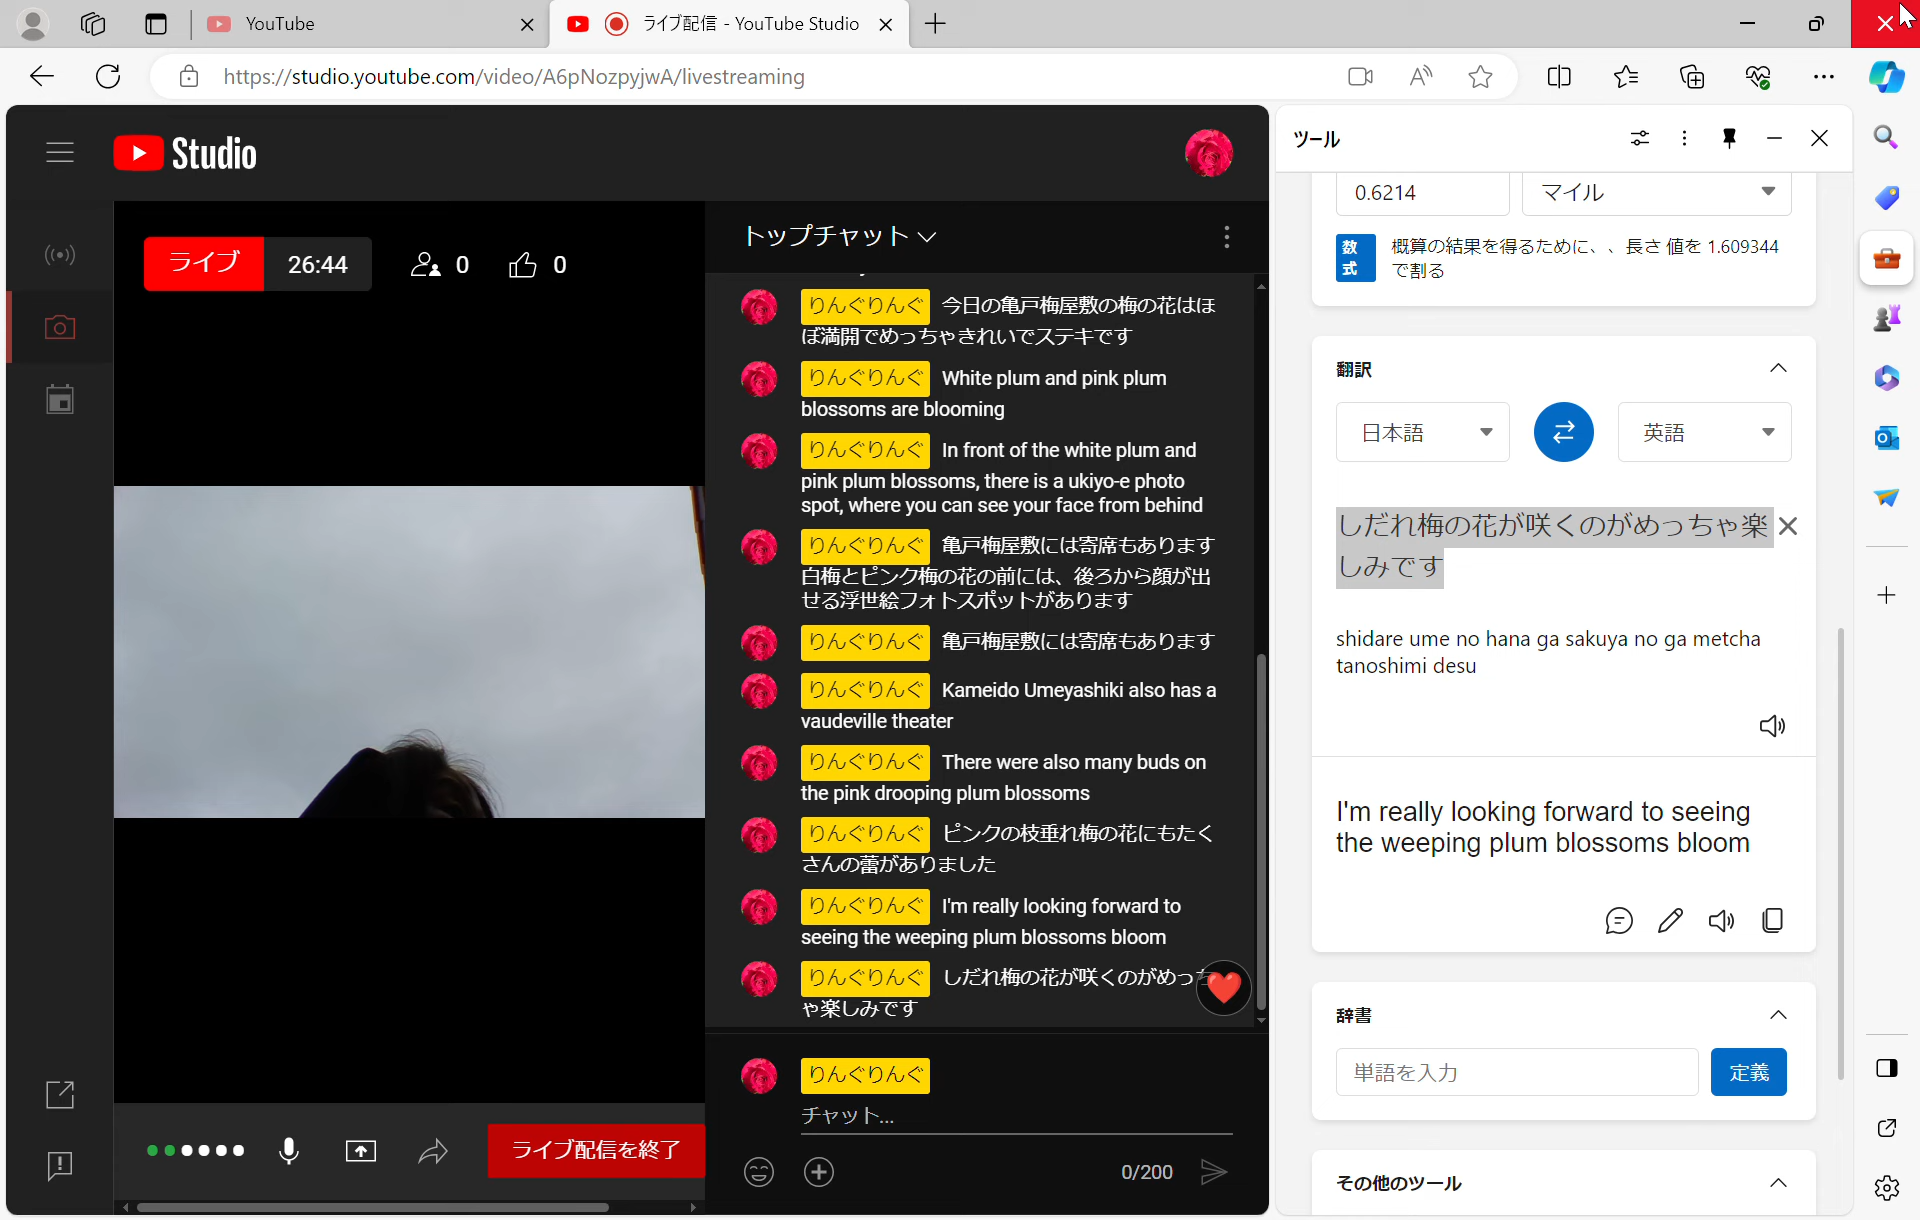 YouTube
ライブ配信 - YouTube Studio
https://studio.youtube.com/video/A6pNozpyjwA/livestreaming
Studio
ライブ
26:44
0
0
トップチャット
りんぐりんぐ 今日の亀戸梅屋敷の梅の花はほ
ぼ満開でめっちゃきれいでステキです
りんぐりんぐ White plum and pink plum
blossoms are blooming
りんぐりんぐ In front of the white plum and
pink plum blossoms, there is a ukiyo-e photo
spot, where you can see your face from behind
りんぐりんぐ 亀戸梅屋敷には寄席もあります
白梅とピンク梅の花の前には、後ろから顔が出
せる浮世絵フォトスポットがあります
りんぐりんぐ 亀戸梅屋敷には寄席もあります
りんぐりんぐ Kameido Umeyashiki also has a
vaudeville theater
りんぐりんぐ There were also many buds on
the pink drooping plum blossoms
りんぐりんぐ ピンクの枝垂れ梅の花にもたく
さんの蕾がありました
りんぐりんぐ I'm really looking forward to
seeing the weeping plum blossoms bloom
りんぐりんぐ しだれ梅の花が咲くのがめっち
ゃ楽しみです
りんぐりんぐ
チャット...
0/200
ライブ配信を終了
ツール
0.6214
マイル
数式
概算の結果を得るために、、長さ 値を 1.609344
で割る
翻訳
日本語
英語
しだれ梅の花が咲くのがめっちゃ楽
しみです
shidare ume no hana ga sakuya no ga metcha
tanoshimi desu
I'm really looking forward to seeing
the weeping plum blossoms bloom
辞書
単語を入力
定義
その他のツール